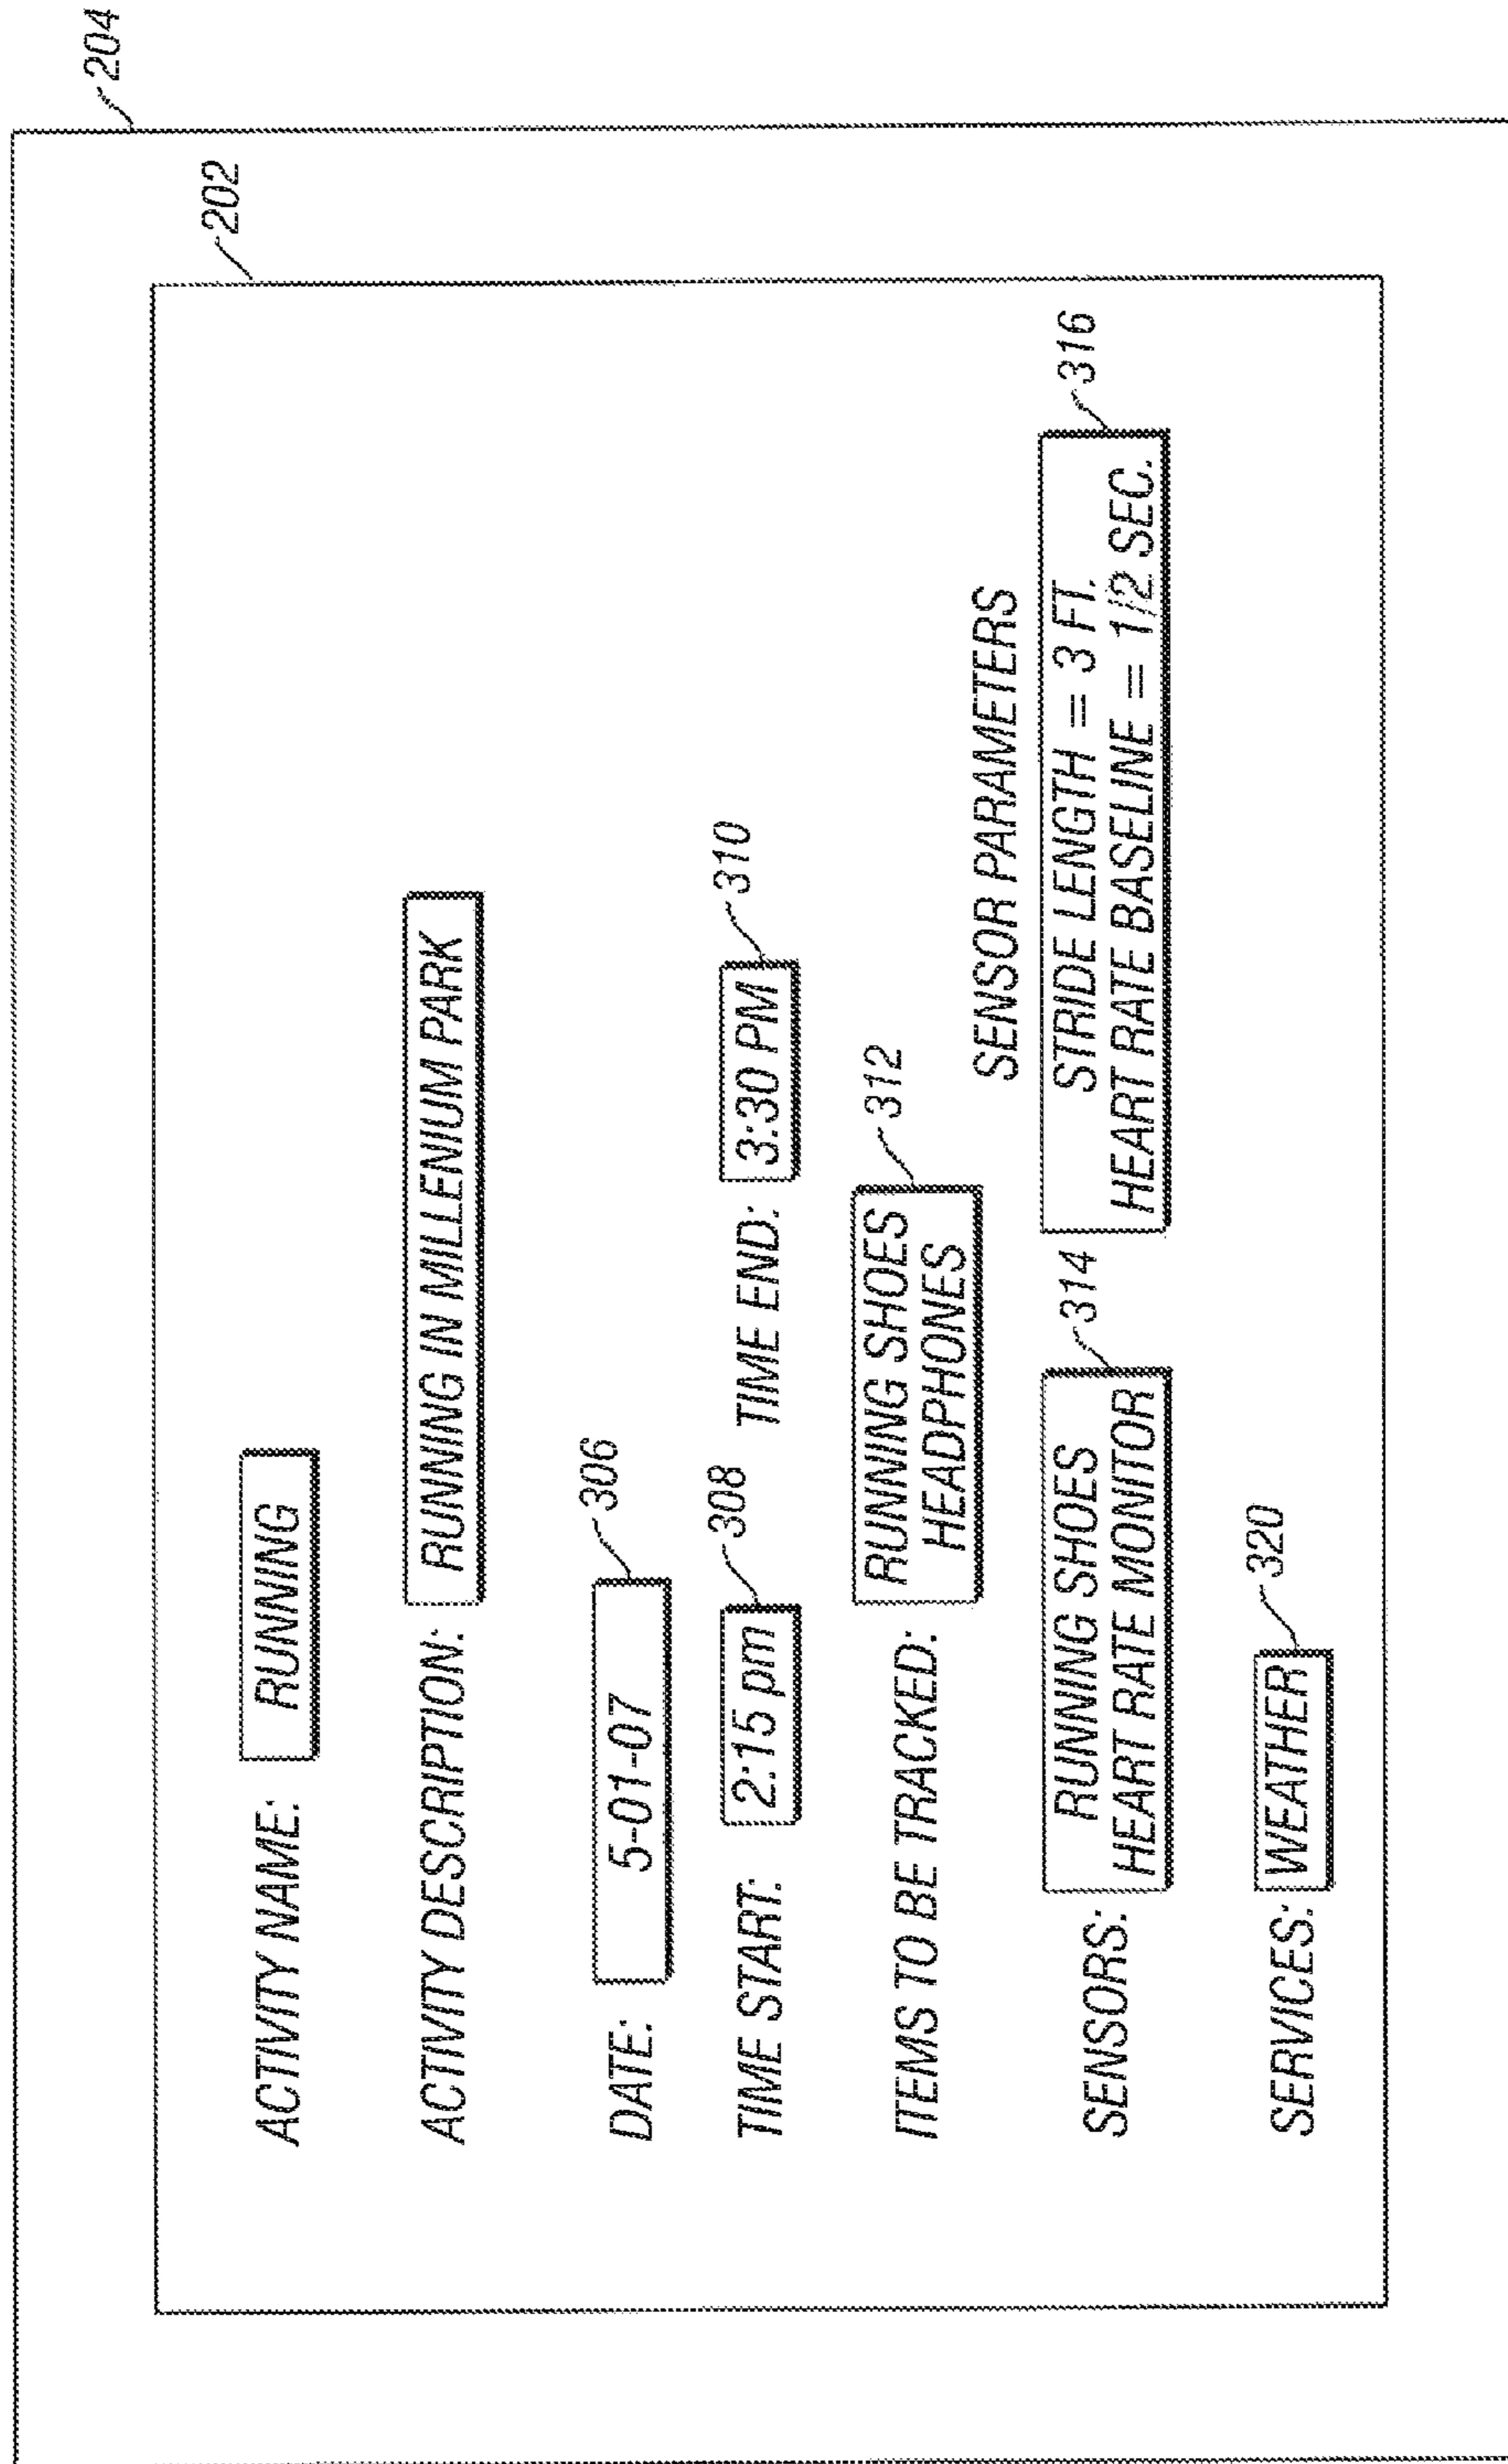 204
202
ACTIVITY NAME: RUNNING
ACTIVITY DESCRIPTION: RUNNING IN MILLENIUM PARK
306
DATE: 5-01-07
308 310
TIME START: 2:15 pm TIME END: 3:30 PM
312
ITEMS TO BE TRACKED: RUNNING SHOES
HEADPHONES
SENSOR PARAMETERS
314 316
SENSORS: RUNNING SHOES STRIDE LENGTH = 3 FT.
HEART RATE MONITOR HEART RATE BASELINE = 1/2 SEC.
320
SERVICES: WEATHER